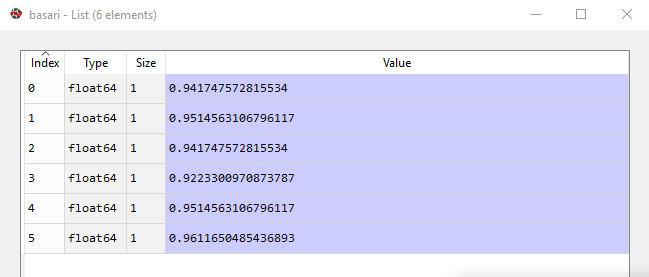 basari - List (6 elements)
Index Type Size Value
0 float64 1 0.941747572815534
1 float64 1 0.9514563106796117
2 float64 1 0.941747572815534
3 float64 1 0.9223300970873787
4 float64 1 0.9514563106796117
5 float64 1 0.9611650485436893